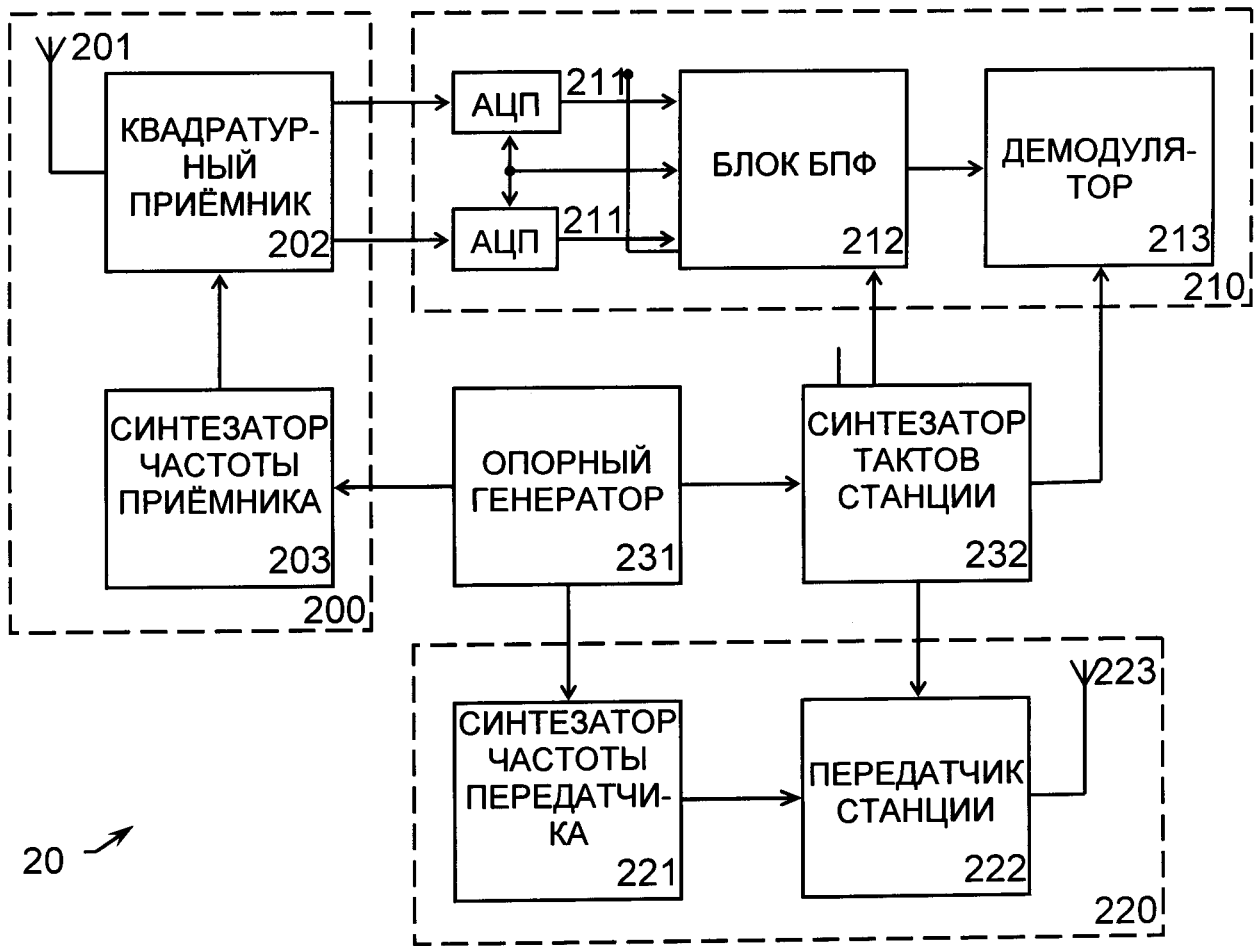 201
КВАДРАТУР-
НЫЙ
ПРИЁМНИК
202
АЦП
211
АЦП
211
БЛОК БПФ
212
ДЕМОДУЛЯ-
ТОР
213
210
СИНТЕЗАТОР
ЧАСТОТЫ
ПРИЁМНИКА
203
200
ОПОРНЫЙ
ГЕНЕРАТОР
231
СИНТЕЗАТОР
ТАКТОВ
СТАНЦИИ
232
СИНТЕЗАТОР
ЧАСТОТЫ
ПЕРЕДАТЧИ-
КА
221
ПЕРЕДАТЧИК
СТАНЦИИ
222
223
220
20